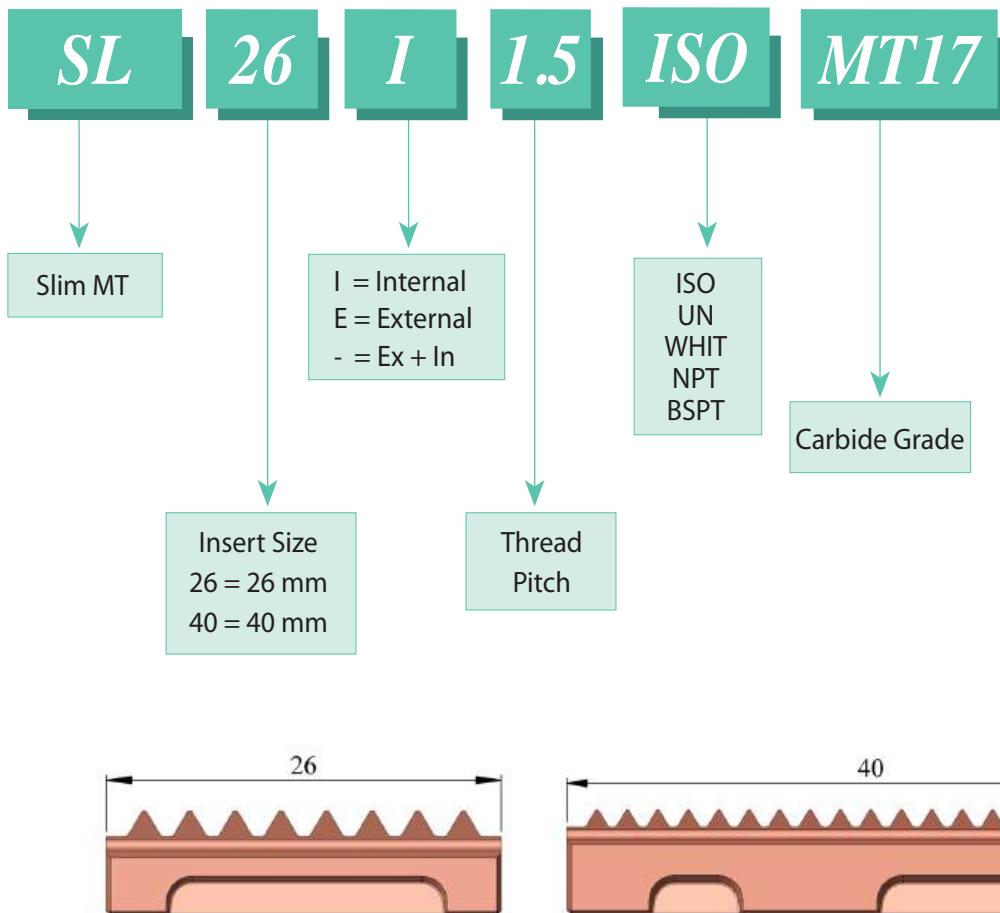 SL 26 I 1.5 ISO MT17
Slim MT
I = Internal
E = External
- = Ex + In
ISO
UN
WHIT
NPT
BSPT
Carbide Grade
Insert Size
26 = 26 mm
40 = 40 mm
Thread
Pitch
26
40